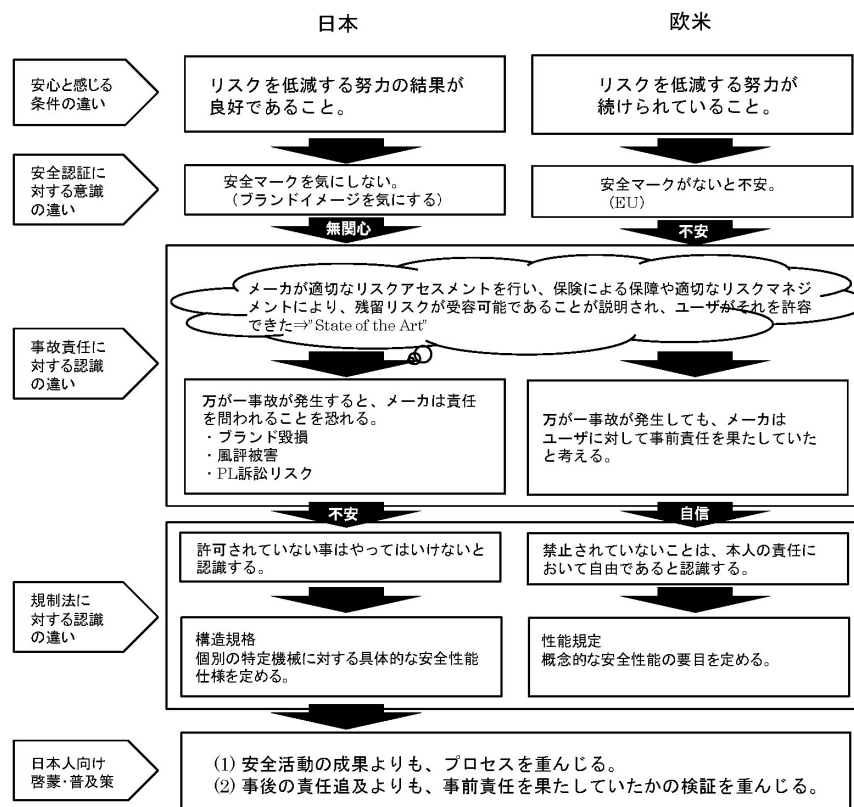 日本
欧米
安心と感じる
条件の違い
リスクを低減する努力の結果が
良好であること。
リスクを低減する努力が
続けられていること。
安全認証に
対する意識
の違い
安全マークを気にしない。
（ブランドイメージを気にする）
安全マークがないと不安。
（EU）
無関心
不安
メーカが適切なリスクアセスメントを行い、保険による保障や適切なリスクマネジ
メントにより、残留リスクが受容可能であることが説明され、ユーザがそれを許容
できた⇒"State of the Art"
事故責任に
対する認識
の違い
万が一事故が発生すると、メーカは責任
を問われることを恐れる。
・ブランド毀損
・風評被害
・PL訴訟リスク
万が一事故が発生しても、メーカは
ユーザに対して事前責任を果たしていた
と考える。
不安
自信
規制法に
対する認識
の違い
許可されていない事はやってはいけないと
認識する。
禁止されていないことは、本人の責任に
おいて自由であると認識する。
構造規格
個別の特定機械に対する具体的な安全性能
仕様を定める。
性能規定
概念的な安全性能の要目を定める。
日本人向け
啓蒙・普及策
(1) 安全活動の成果よりも、プロセスを重んじる。
(2) 事後の責任追及よりも、事前責任を果たしていたかの検証を重んじる。